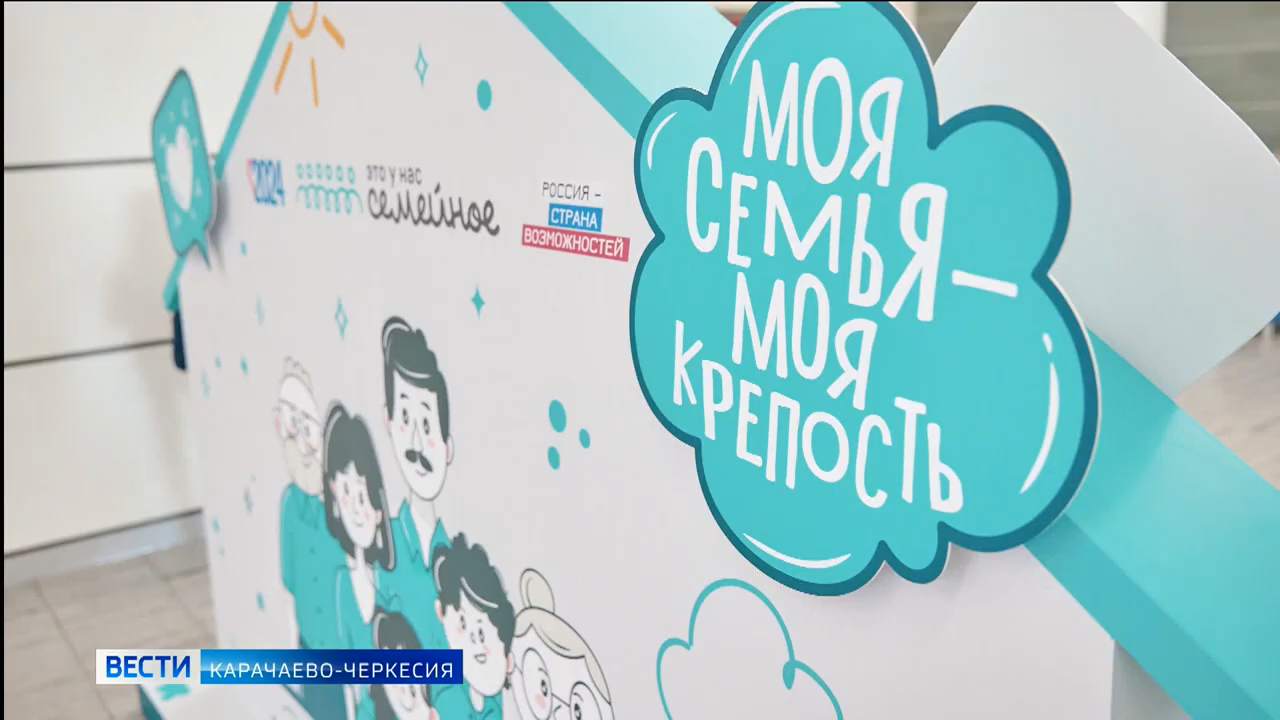 МОЯ
СЕМЬЯ –
МОЯ
КРЕПОСТЬ
2024
ЭТО У НАС
семейное
РОССИЯ –
СТРАНА
ВОЗМОЖНОСТЕЙ
ВЕСТИ КАРАЧАЕВО-ЧЕРКЕСИЯ